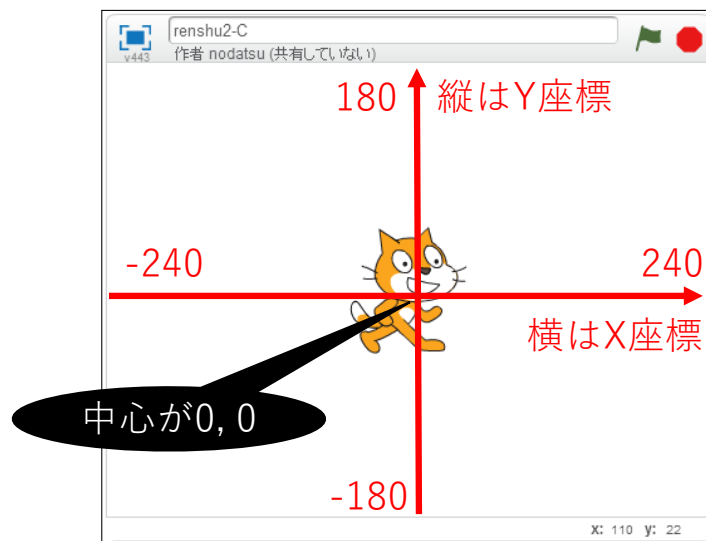 renshu2-C
v443
作者 nodatsu (共有していない)
180 縦はY座標
-240
240
横はX座標
中心が0, 0
-180
x: 110 y: 22